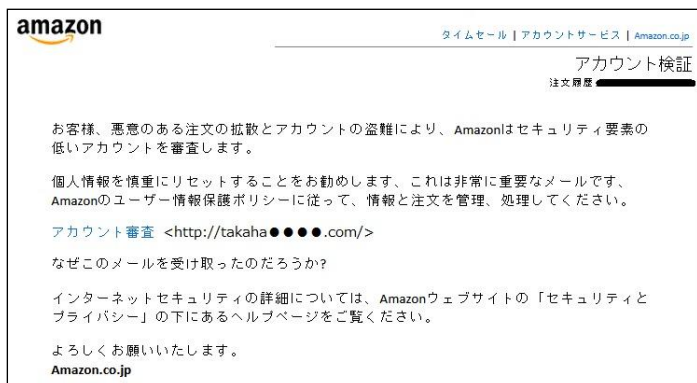 amazon
タイムセール | アカウントサービス | Amazon.co.jp
アカウント検証
注文履歴
お客様、悪意のある注文の拡散とアカウントの盗難により、Amazonはセキュリティ要素の
低いアカウントを審査します。
個人情報を慎重にリセットすることをお勧めします、これは非常に重要なメールです、
Amazonのユーザー情報保護ポリシーに従って、情報と注文を管理、処理してください。
アカウント審査 <http://takaha●●●●.com/>
なぜこのメールを受け取ったのだろうか?
インターネットセキュリティの詳細については、Amazonウェブサイトの「セキュリティと
プライバシー」の下にあるヘルプページをご覧ください。
よろしくお願いいたします。
Amazon.co.jp